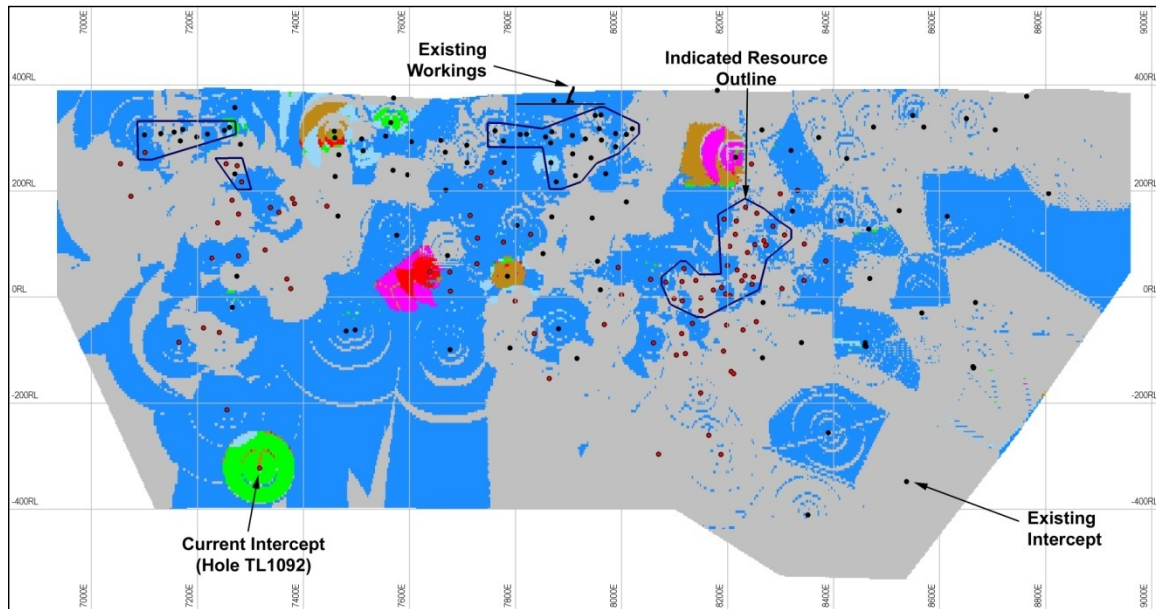 7000E 7200E 7400E 7600E 7800E 8000E 8200E 8400E 8600E 8800E 9000E
Existing
Workings
Indicated Resource
Outline
400RL 400RL
200RL 200RL
0RL 0RL
-200RL -200RL
-400RL -400RL
Current Intercept
(Hole TL1092)
Existing
Intercept
7000E 7200E 7400E 7600E 7800E 8000E 8200E 8400E 8600E 8800E 9000E